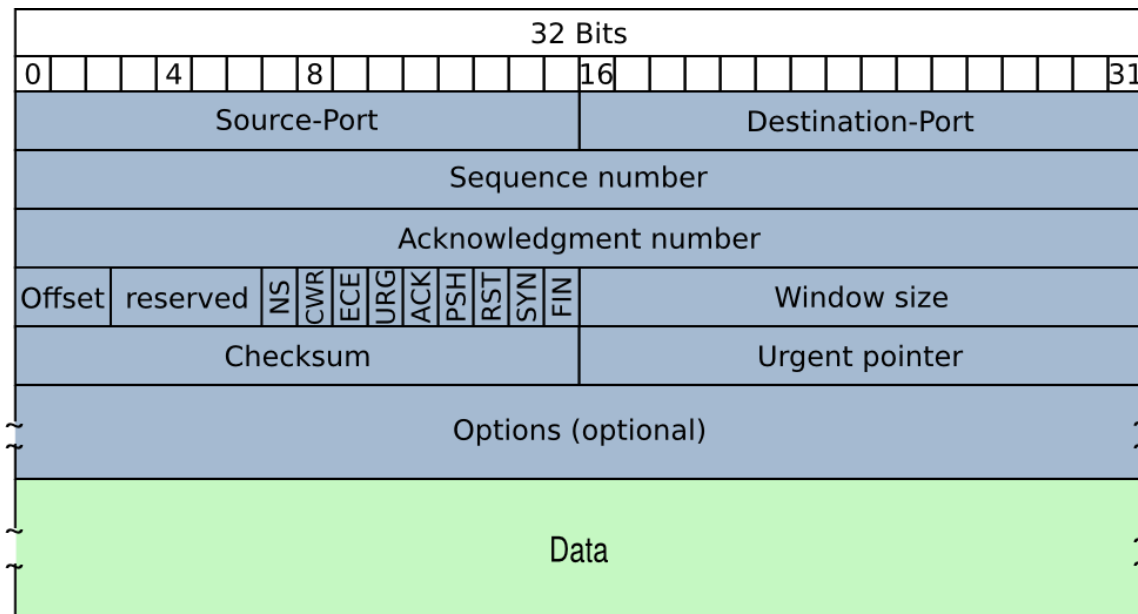 32 Bits
0 4 8 16 31
Source-Port Destination-Port
Sequence number
Acknowledgment number
Offset reserved NS CWR ECE URG ACK PSH RST SYN FIN Window size
Checksum Urgent pointer
Options (optional)
Data